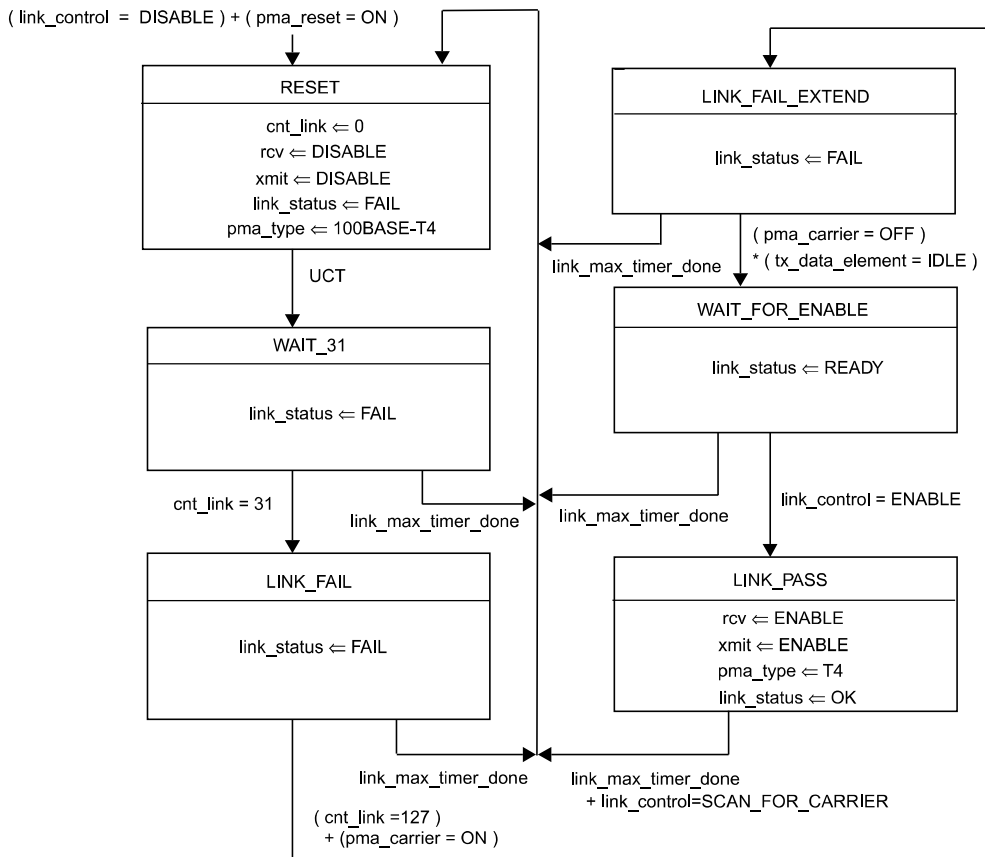 ( link_control = DISABLE ) + ( pma_reset = ON )
RESET
cnt_link ⇐ 0
rcv ⇐ DISABLE
xmit ⇐ DISABLE
link_status ⇐ FAIL
pma_type ⇐ 100BASE-T4
UCT
WAIT_31
link_status ⇐ FAIL
cnt_link = 31
link_max_timer_done
LINK_FAIL
link_status ⇐ FAIL
link_max_timer_done
( cnt_link =127 )
+ (pma_carrier = ON )
LINK_FAIL_EXTEND
link_status ⇐ FAIL
link_max_timer_done
( pma_carrier = OFF )
* ( tx_data_element = IDLE )
WAIT_FOR_ENABLE
link_status ⇐ READY
link_max_timer_done
link_control = ENABLE
LINK_PASS
rcv ⇐ ENABLE
xmit ⇐ ENABLE
pma_type ⇐ T4
link_status ⇐ OK
link_max_timer_done
+ link_control=SCAN_FOR_CARRIER